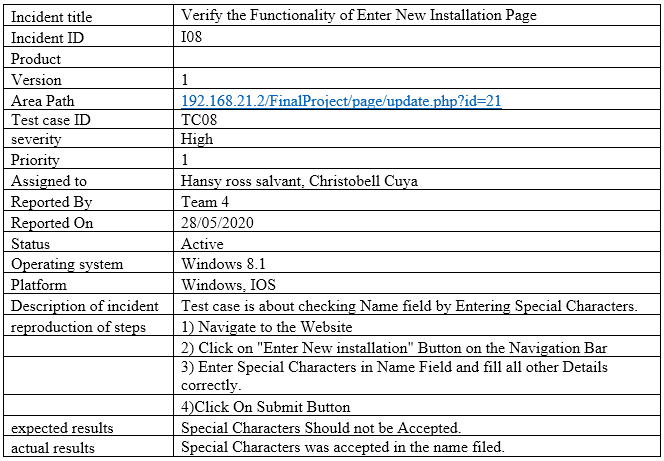 Incident title Verify the Functionality of Enter New Installation Page
Incident ID I08
Product
Version 1
Area Path 192.168.21.2/FinalProject/page/update.php?id=21
Test case ID TC08
severity High
Priority 1
Assigned to Hansy ross salvant, Christobell Cuya
Reported By Team 4
Reported On 28/05/2020
Status Active
Operating system Windows 8.1
Platform Windows, IOS
Description of incident Test case is about checking Name field by Entering Special Characters.
reproduction of steps 1) Navigate to the Website
2) Click on "Enter New installation" Button on the Navigation Bar
3) Enter Special Characters in Name Field and fill all other Details
correctly.
4)Click On Submit Button
expected results Special Characters Should not be Accepted.
actual results Special Characters was accepted in the name filed.